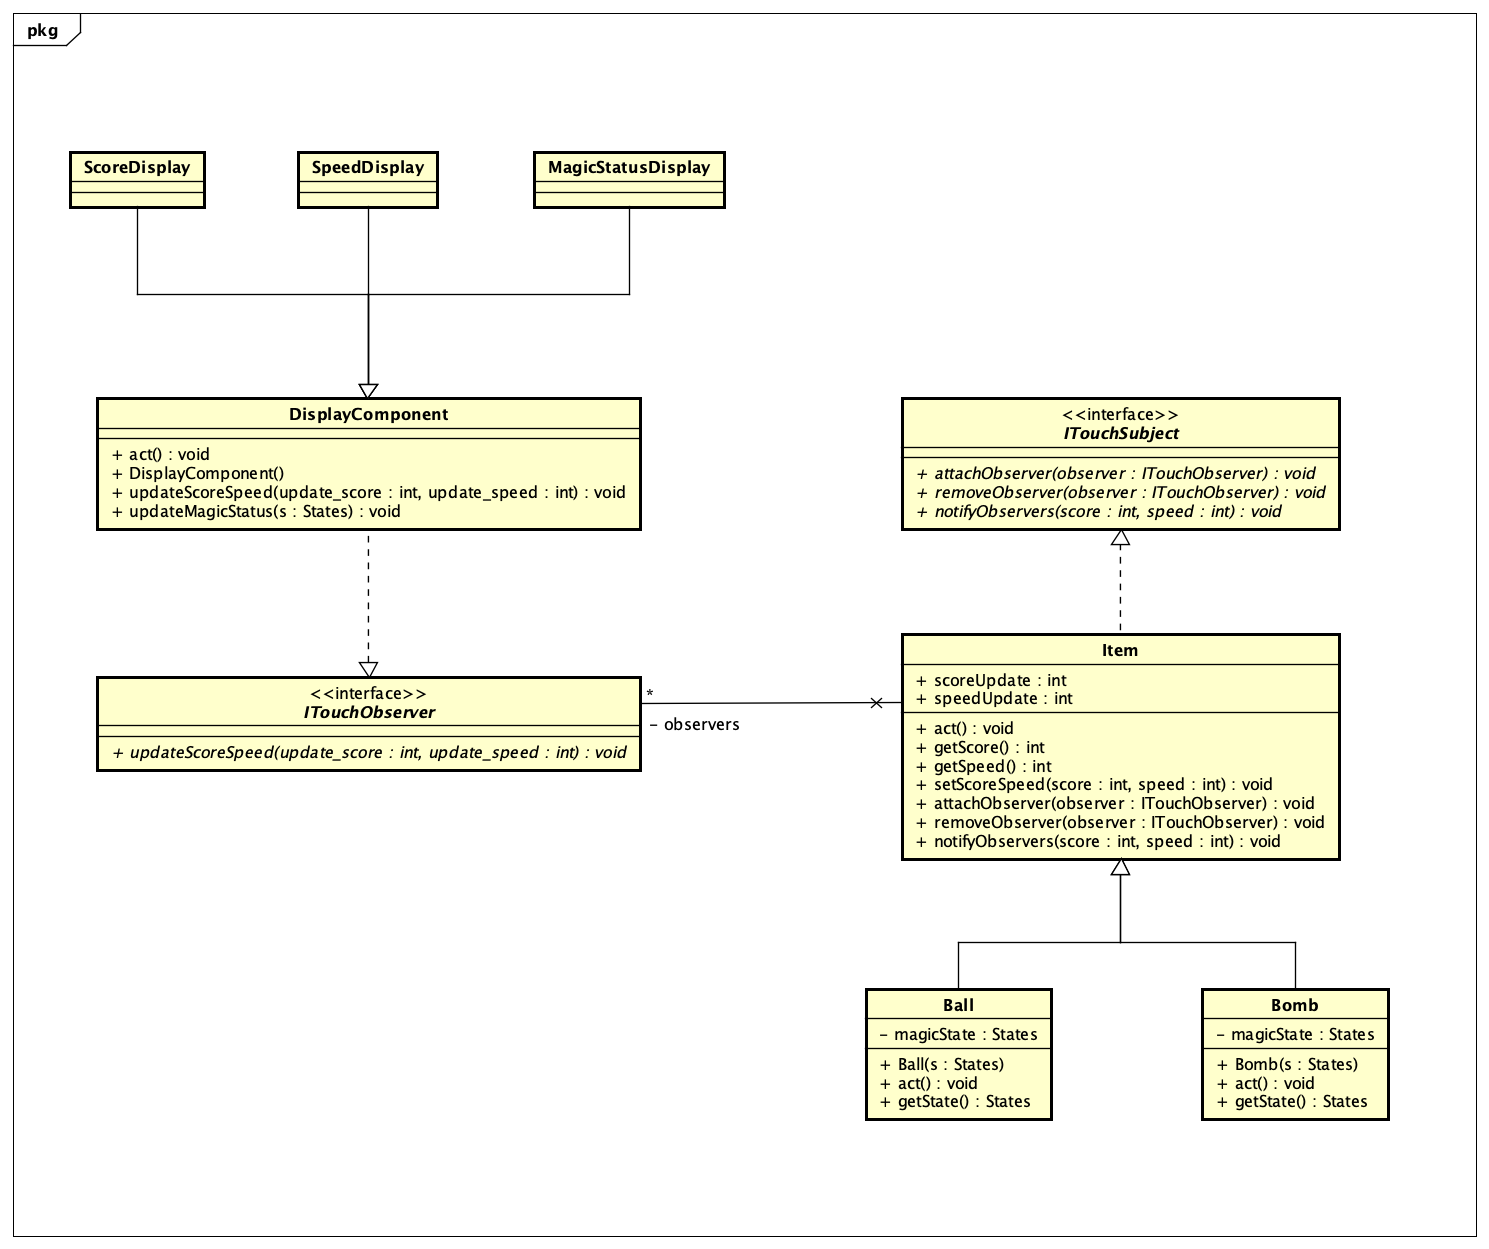 pkg
ScoreDisplay
SpeedDisplay
MagicStatusDisplay
DisplayComponent
+ act() : void
+ DisplayComponent()
+ updateScoreSpeed(update_score : int, update_speed : int) : void
+ updateMagicStatus(s : States) : void
<<interface>>
ITouchSubject
+ attachObserver(observer : ITouchObserver) : void
+ removeObserver(observer : ITouchObserver) : void
+ notifyObservers(score : int, speed : int) : void
<<interface>>
ITouchObserver
+ updateScoreSpeed(update_score : int, update_speed : int) : void
*
- observers
Item
+ scoreUpdate : int
+ speedUpdate : int
+ act() : void
+ getScore() : int
+ getSpeed() : int
+ setScoreSpeed(score : int, speed : int) : void
+ attachObserver(observer : ITouchObserver) : void
+ removeObserver(observer : ITouchObserver) : void
+ notifyObservers(score : int, speed : int) : void
Ball
- magicState : States
+ Ball(s : States)
+ act() : void
+ getState() : States
Bomb
- magicState : States
+ Bomb(s : States)
+ act() : void
+ getState() : States